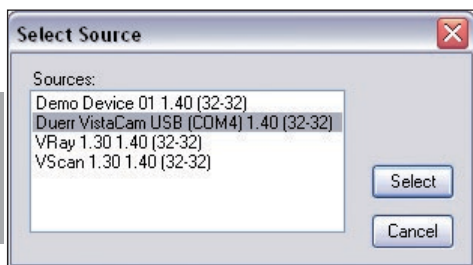 Select Source
Sources:
Demo Device 01 1.40 (32-32)
Duerr VistaCam USB (COM4) 1.40 (32-32)
VRay 1.30 1.40 (32-32)
VScan 1.30 1.40 (32-32)
Select
Cancel